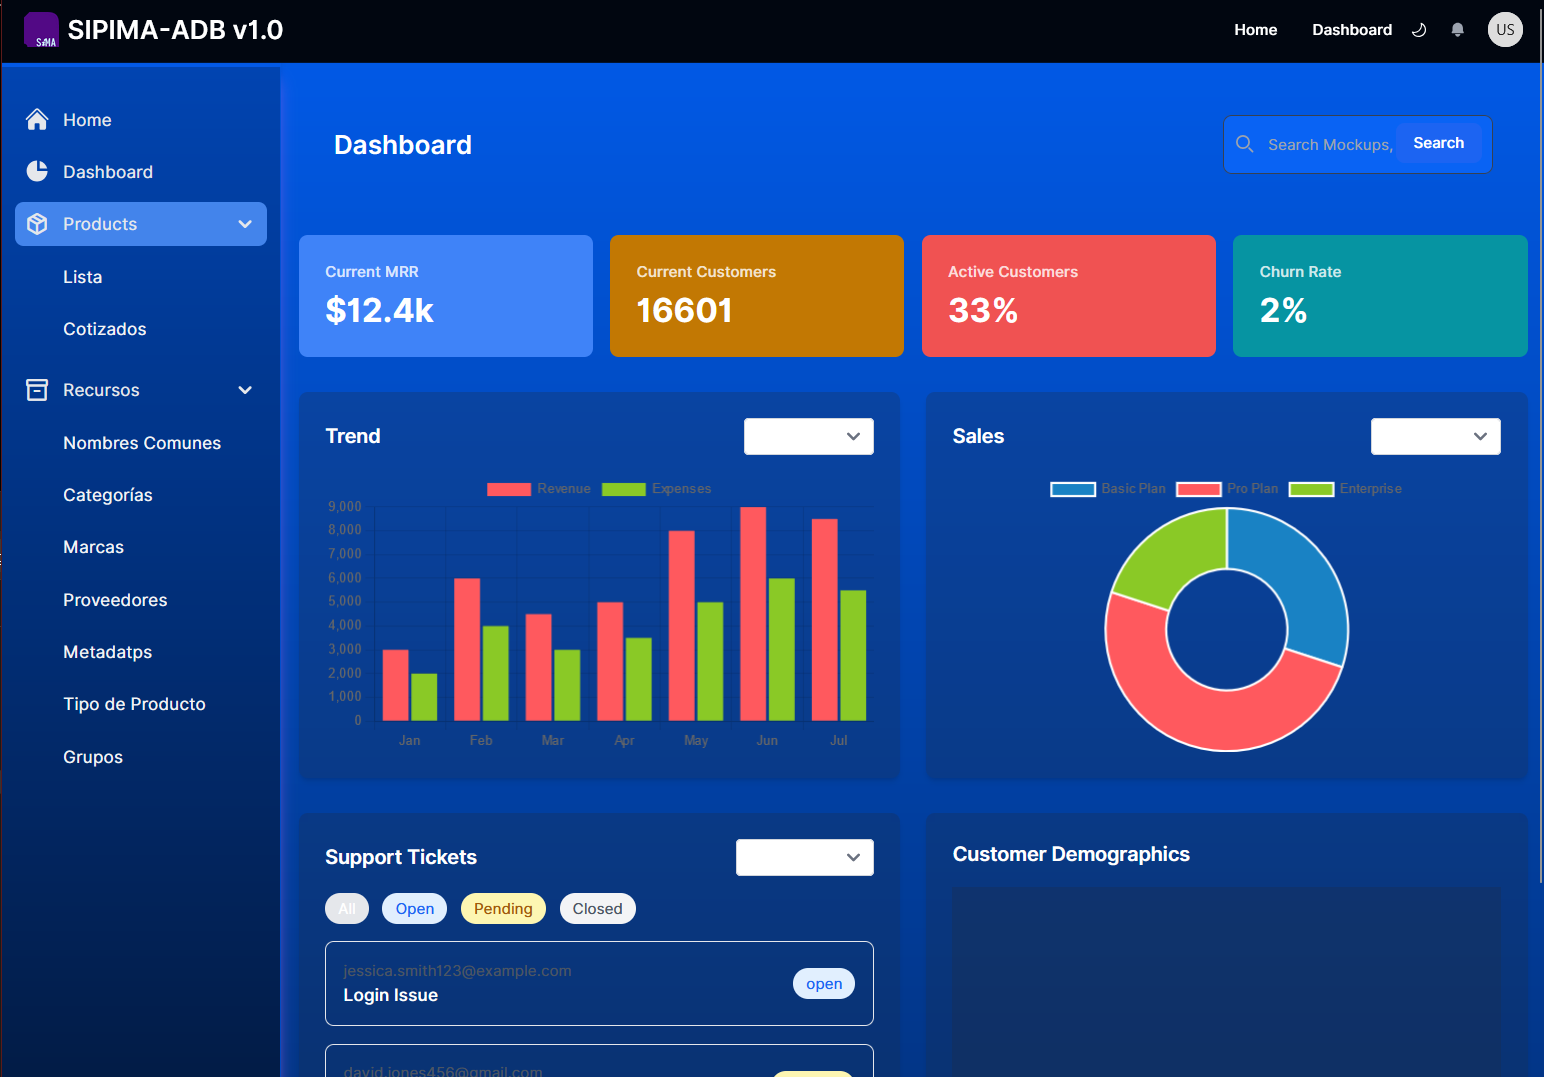 SIPIMA-ADB v1.0
Home
Dashboard
US
Home
Dashboard
Products
Lista
Cotizados
Recursos
Nombres Comunes
Categorías
Marcas
Proveedores
Metadatps
Tipo de Producto
Grupos
Dashboard
Search Mockups,
Search
Current MRR
$12.4k
Current Customers
16601
Active Customers
33%
Churn Rate
2%
Trend
Revenue
Expenses
9,000
8,000
7,000
6,000
5,000
4,000
3,000
2,000
1,000
0
Jan
Feb
Mar
Apr
May
Jun
Jul
Sales
Basic Plan
Pro Plan
Enterprise
Support Tickets
All
Open
Pending
Closed
jessica.smith123@example.com
Login Issue
open
david.jones456@gmail.com
Customer Demographics